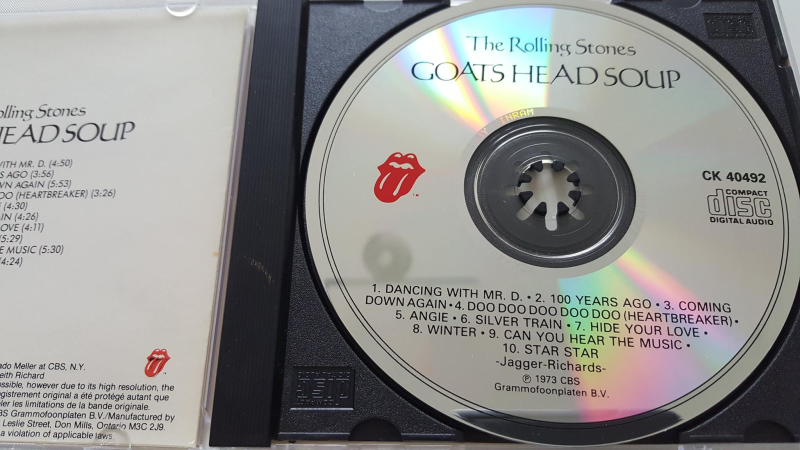 olling Stones
HEAD SOUP
WITH MR. D. (4:50)
S AGO (3:56)
WN AGAIN (5:53)
DOO (HEARTBREAKER) (3:26)
(4:30)
AIN (4:26)
LOVE (4:11)
(5:29)
E MUSIC (5:30)
(4:24)
ado Meller at CBS, N.Y.
eith Richard
ossible, however due to its high resolution, the
egistrement original a été protégé autant que
ler les limitations de la bande originale.
BS Grammofoonplaten B.V./Manufactured by
Leslie Street, Don Mills, Ontario M3C 2J9.
a violation of applicable laws.
The Rolling Stones
GOATS HEAD SOUP
CK 40492
COMPACT
disc
DIGITAL AUDIO
1. DANCING WITH MR. D. • 2. 100 YEARS AGO • 3. COMING
DOWN AGAIN • 4. DOO DOO DOO DOO DOO (HEARTBREAKER) •
5. ANGIE • 6. SILVER TRAIN • 7. HIDE YOUR LOVE •
8. WINTER • 9. CAN YOU HEAR THE MUSIC •
10. STAR STAR
-Jagger-Richards-
℗ 1973 CBS
Grammofoonplaten B.V.